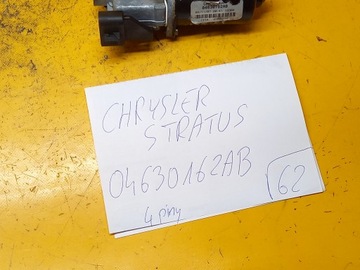 CHRYSLER
STRATUS
04630162AB
4 piny
62